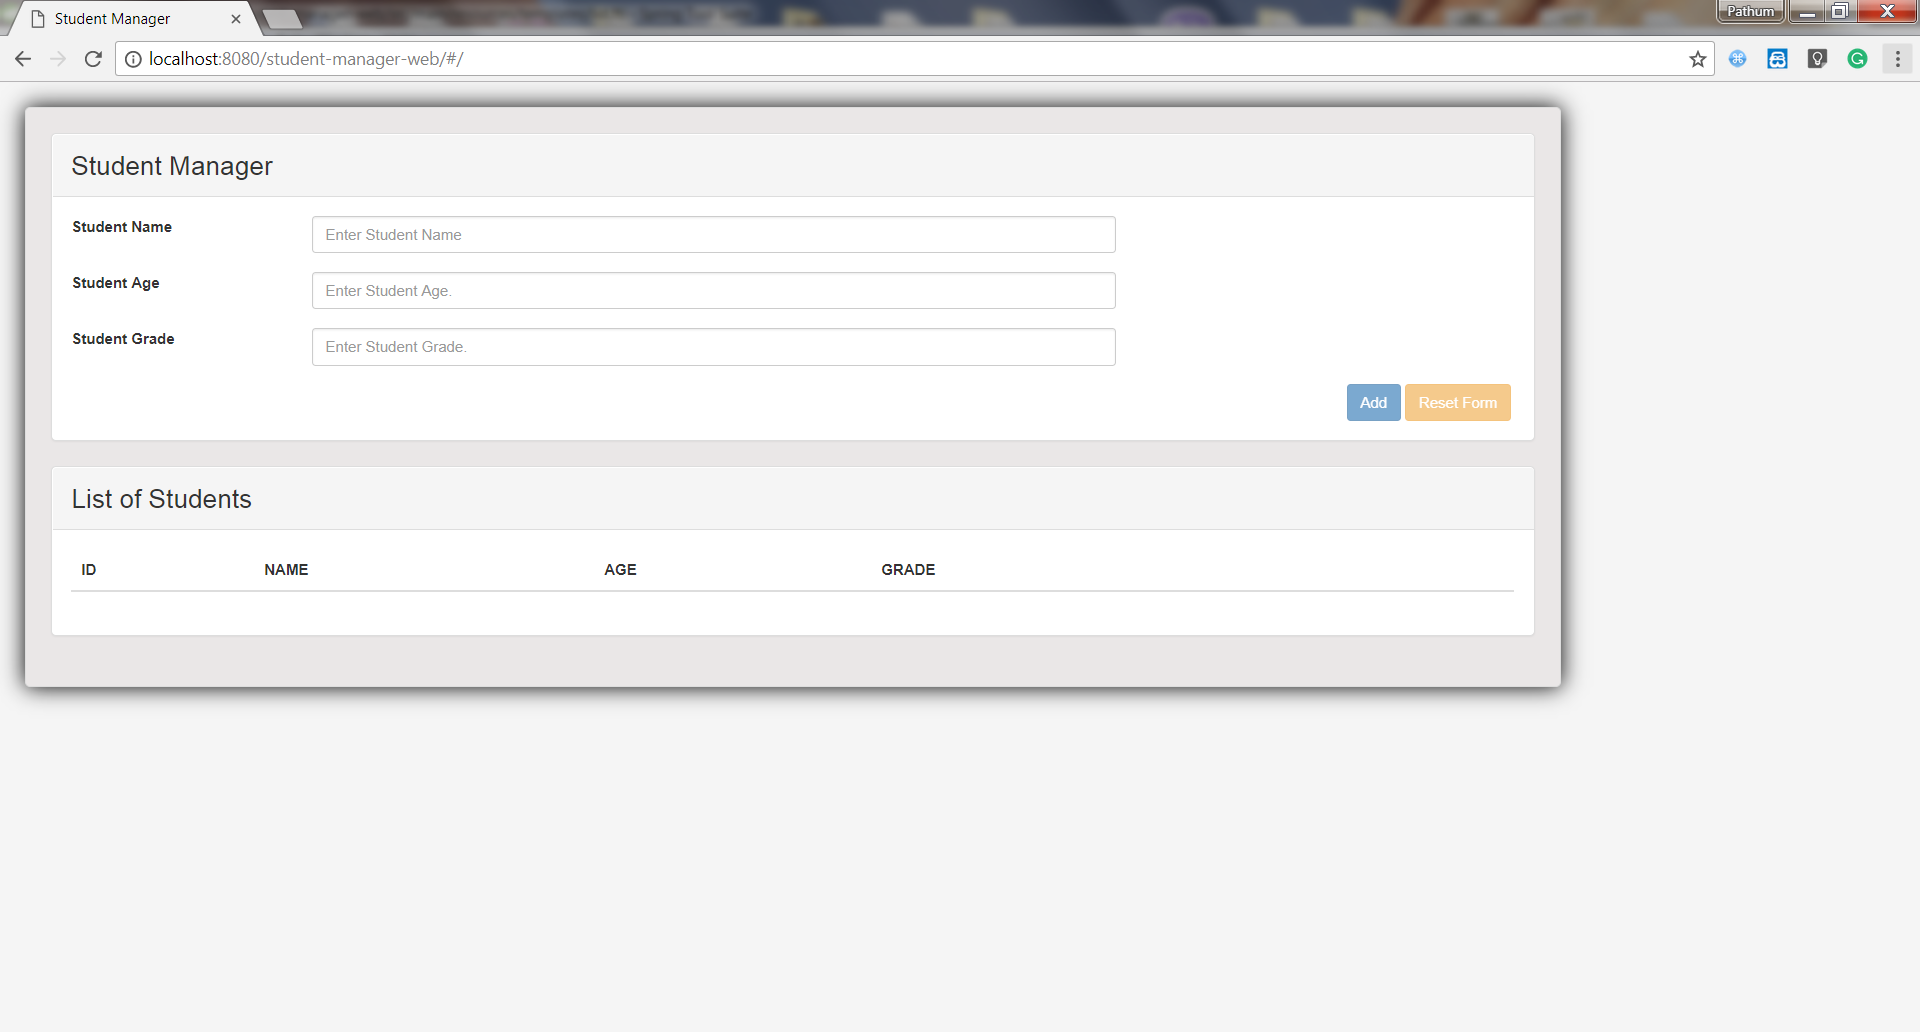 Student Manager
Pathum
localhost:8080/student-manager-web/#/
Student Manager
Student Name
Enter Student Name
Student Age
Enter Student Age.
Student Grade
Enter Student Grade.
Add Reset Form
List of Students
ID NAME AGE GRADE